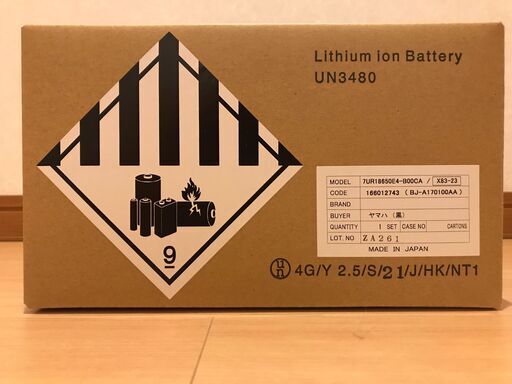 Lithium ion Battery
UN3480
MODEL 7UR18650E4-B00CA / X83-23
CODE 166012743 ( BJ-A170100AA )
BRAND
BUYER ヤマハ (黒)
QUANTITY 1 SET CASE NO CARTONS
LOT. NO ZA261
MADE IN JAPAN
9
un 4G/Y 2.5/S/21/J/HK/NT1